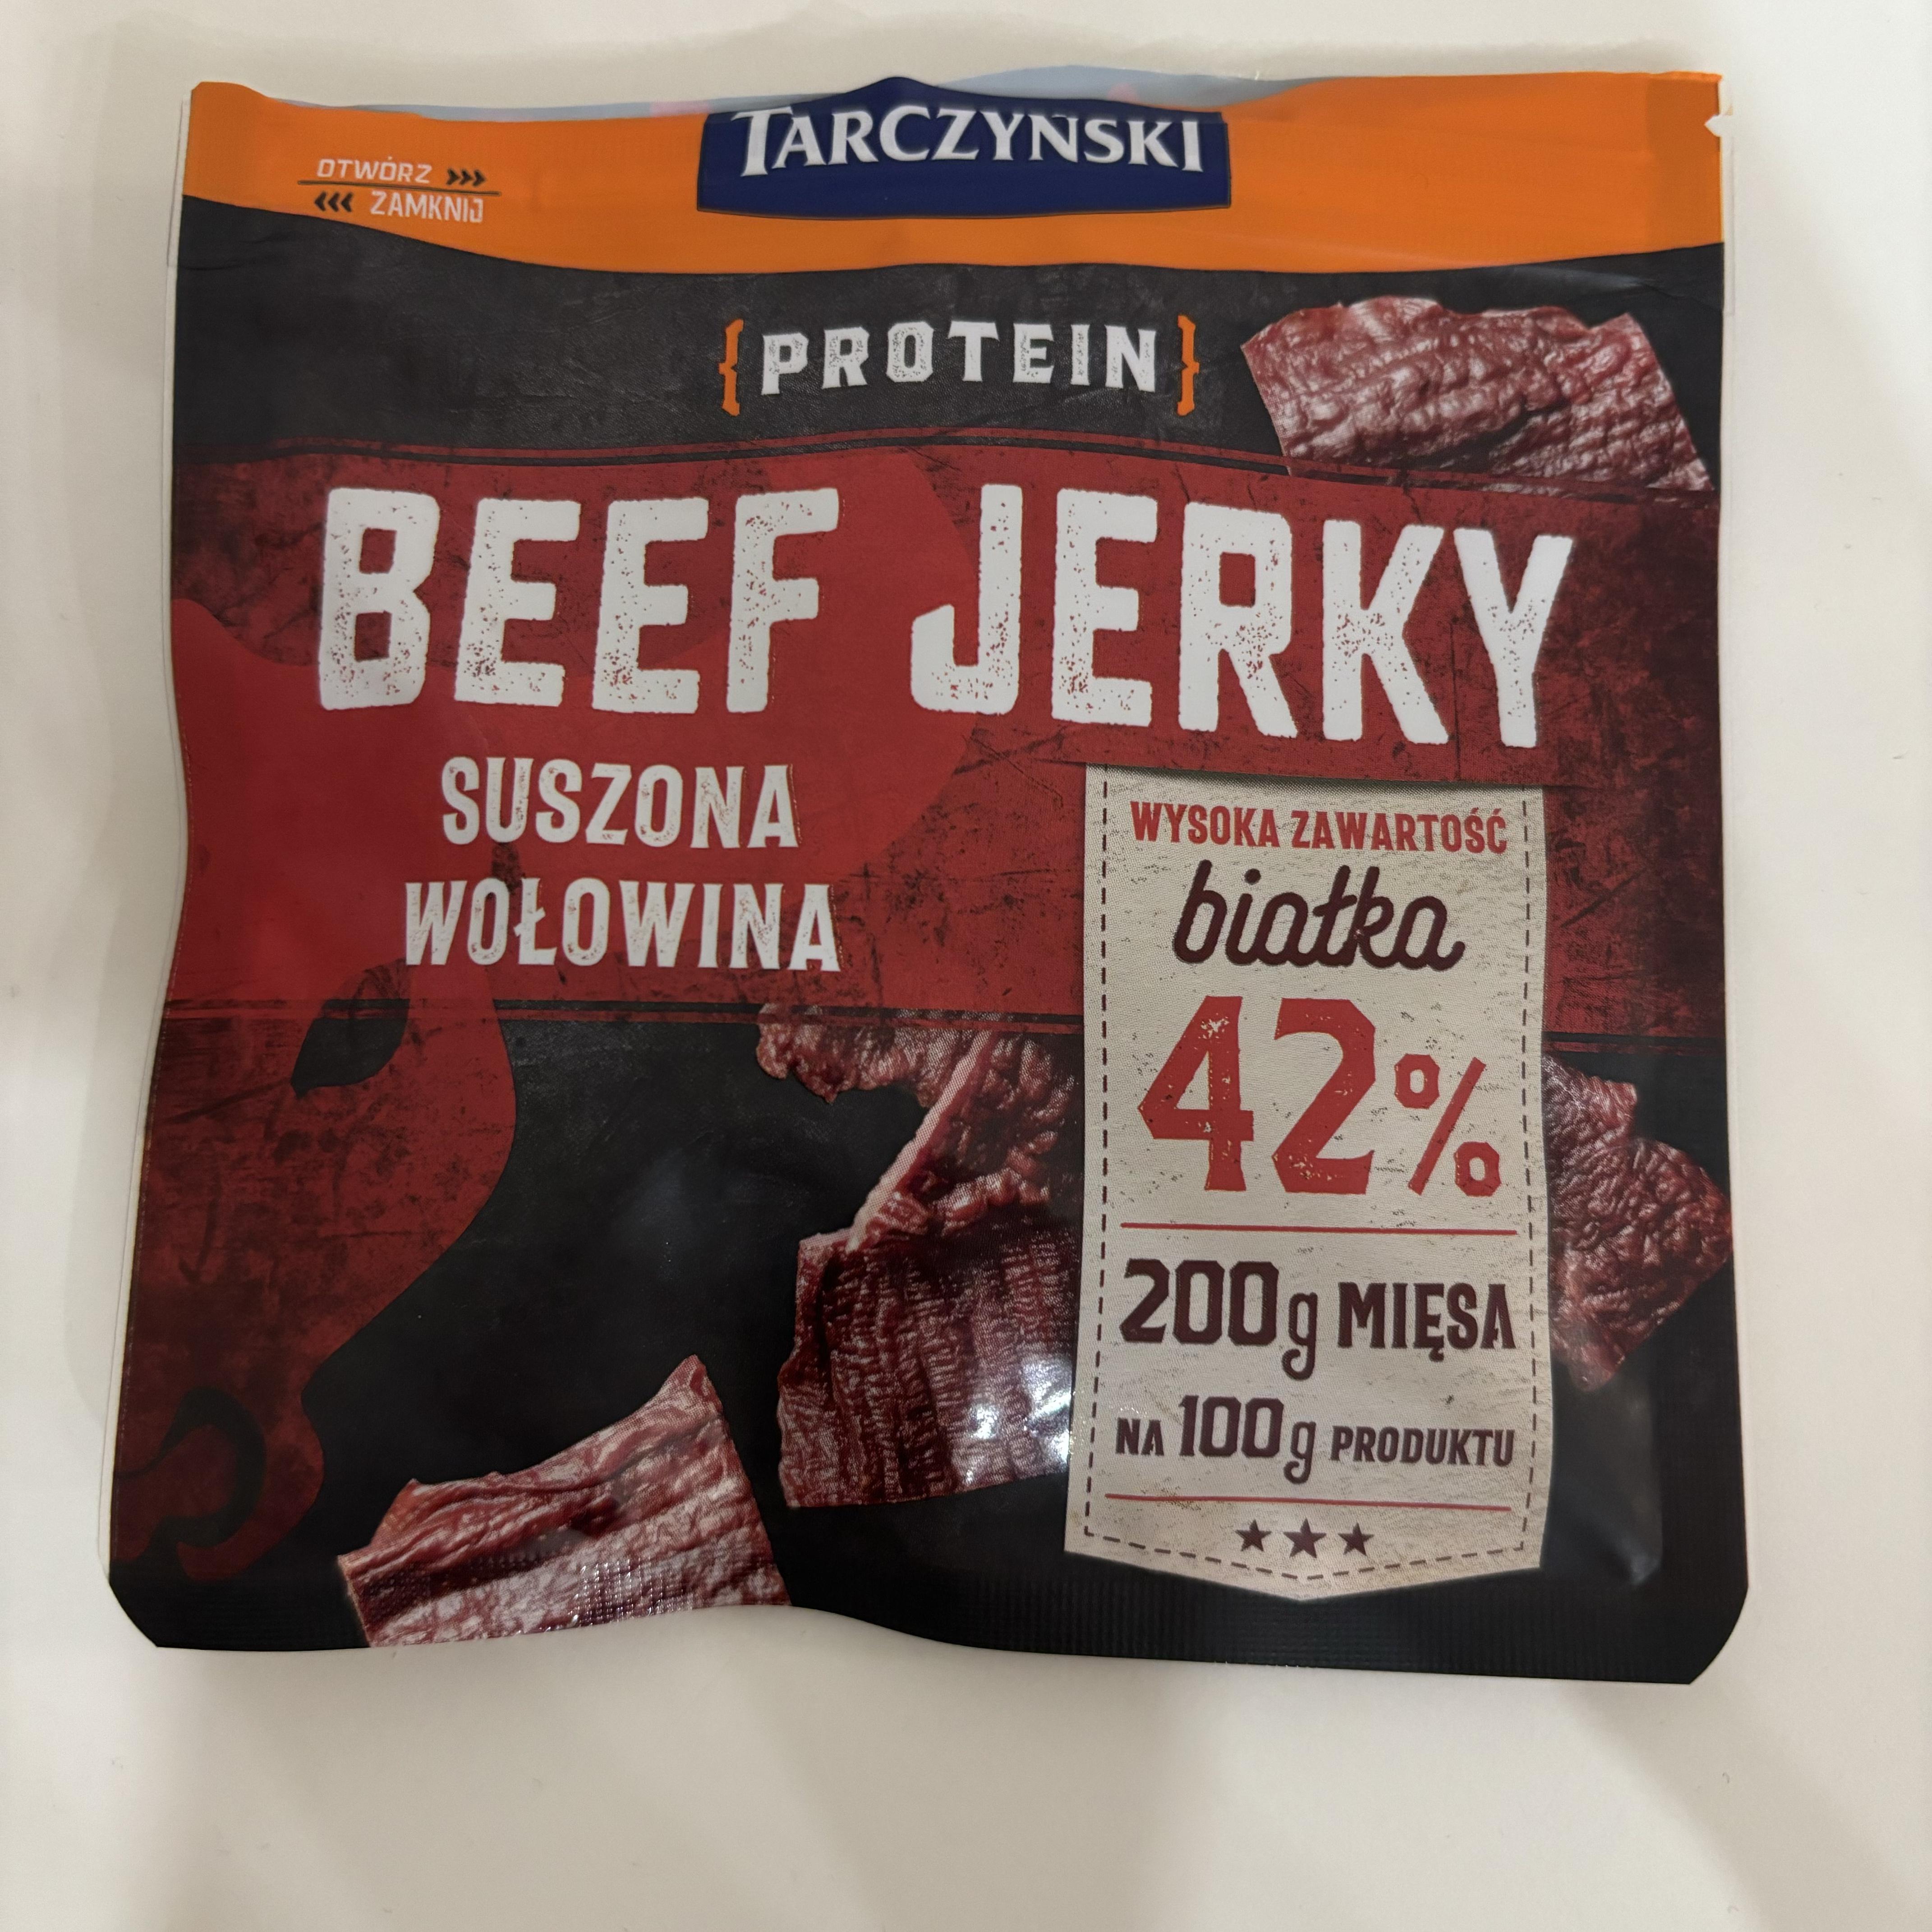 TARCZYŃSKI
OTWÓRZ >>>
<<< ZAMKNIJ
{PROTEIN}
BEEF JERKY
SUSZONA
WOŁOWINA
WYSOKA ZAWARTOŚĆ
białka
42%
200g MIĘSA
NA 100g PRODUKTU